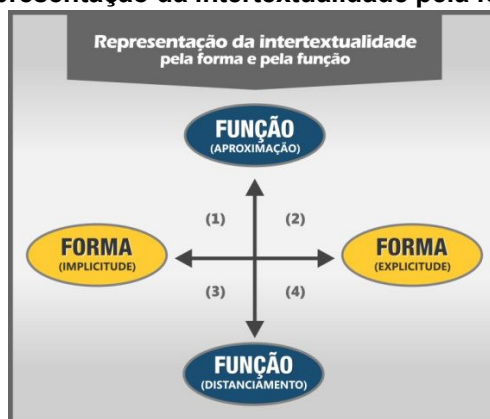 Representação da intertextualidade
pela forma e pela função
FUNÇÃO
(APROXIMAÇÃO)
(1) (2)
FORMA
(IMPLICITUDE)
FORMA
(EXPLICITUDE)
(3) (4)
FUNÇÃO
(DISTANCIAMENTO)